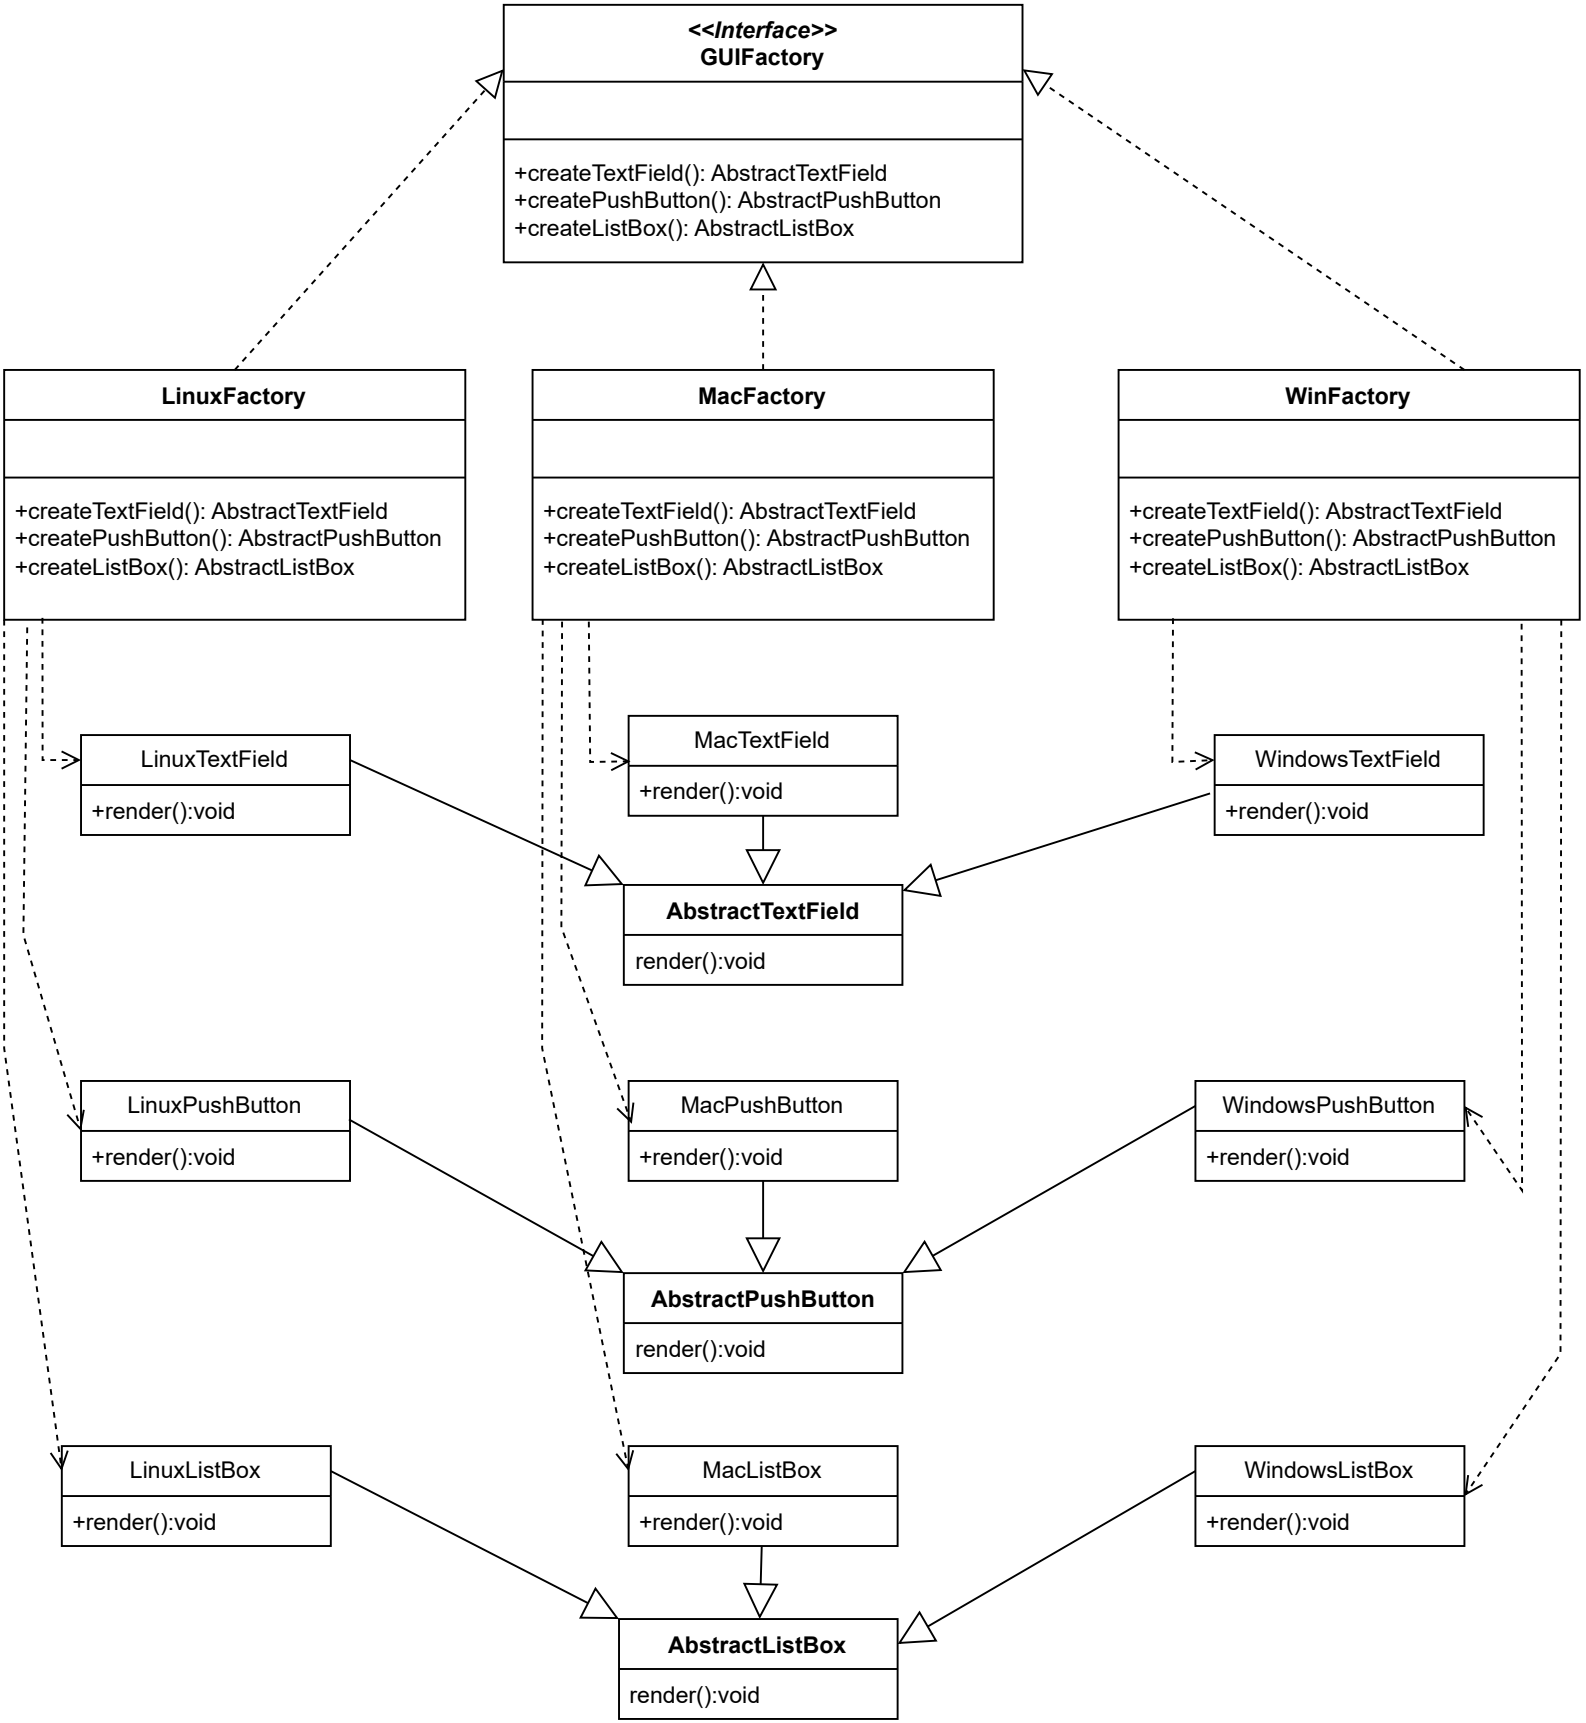 <<Interface>>
GUIFactory
+createTextField(): AbstractTextField
+createPushButton(): AbstractPushButton
+createListBox(): AbstractListBox
LinuxFactory
+createTextField(): AbstractTextField
+createPushButton(): AbstractPushButton
+createListBox(): AbstractListBox
MacFactory
+createTextField(): AbstractTextField
+createPushButton(): AbstractPushButton
+createListBox(): AbstractListBox
WinFactory
+createTextField(): AbstractTextField
+createPushButton(): AbstractPushButton
+createListBox(): AbstractListBox
LinuxTextField
+render():void
MacTextField
+render():void
WindowsTextField
+render():void
AbstractTextField
render():void
LinuxPushButton
+render():void
MacPushButton
+render():void
WindowsPushButton
+render():void
AbstractPushButton
render():void
LinuxListBox
+render():void
MacListBox
+render():void
WindowsListBox
+render():void
AbstractListBox
render():void